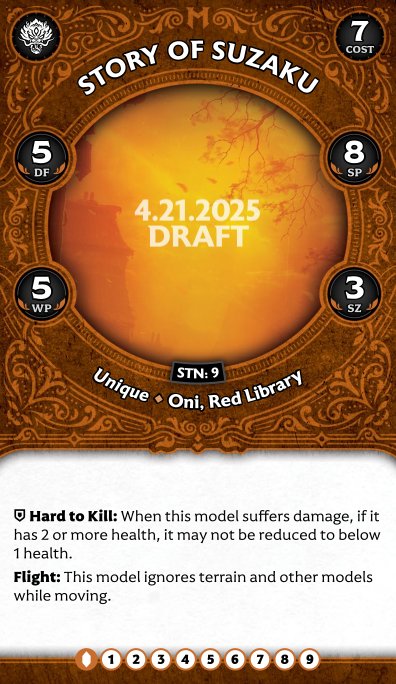 M
7
COST
STORY OF SUZAKU
5
DF
8
SP
4.21.2025
DRAFT
5
WP
3
SZ
STN: 9
Unique • Oni, Red Library
Hard to Kill: When this model suffers damage, if it
has 2 or more health, it may not be reduced to below
1 health.
Flight: This model ignores terrain and other models
while moving.
1 2 3 4 5 6 7 8 9